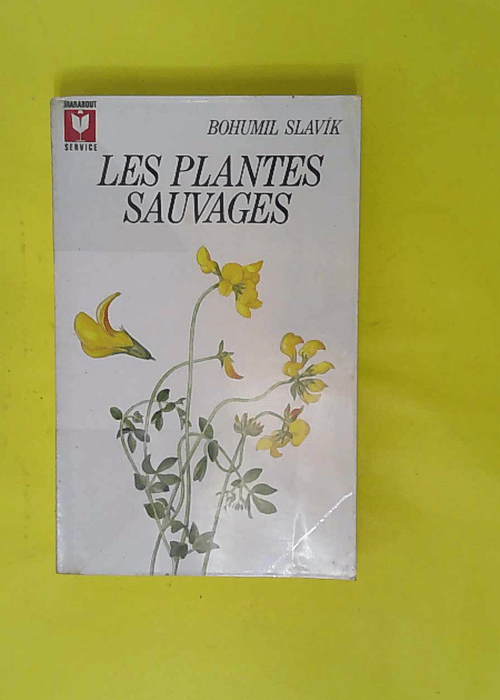 MARABOUT
SERVICE
BOHUMIL SLAVÍK
LES PLANTES
SAUVAGES